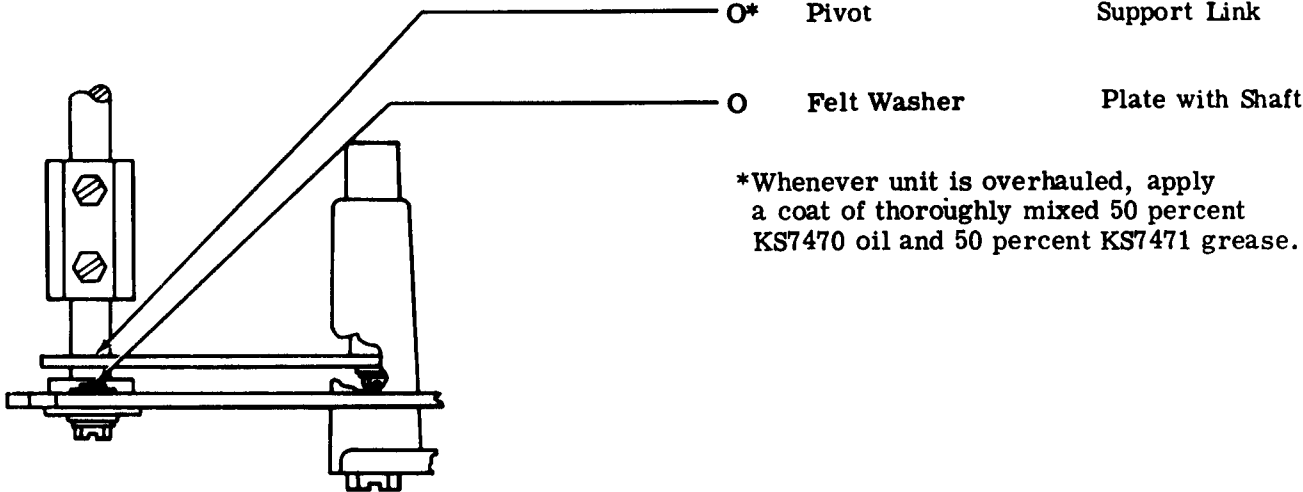 O* Pivot Support Link
O Felt Washer Plate with Shaft
*Whenever unit is overhauled, apply
a coat of thoroughly mixed 50 percent
KS7470 oil and 50 percent KS7471 grease.